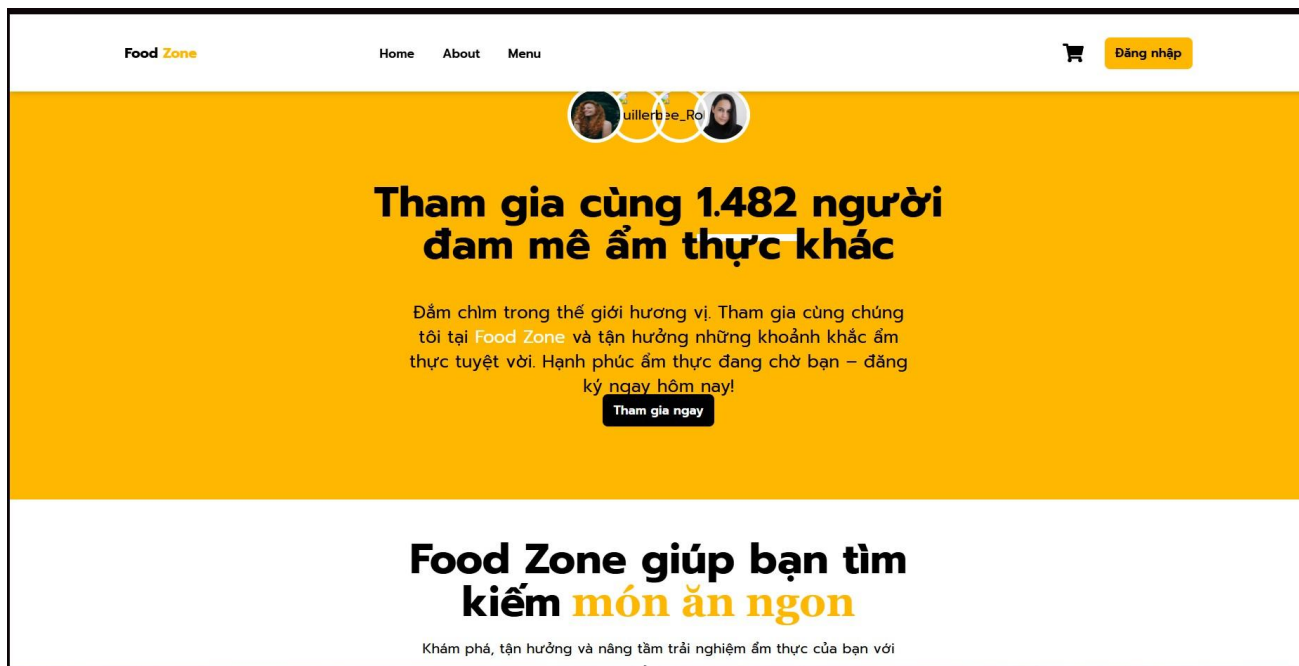 Food Zone
Home About Menu
Đăng nhập
Tham gia cùng 1.482 người
đam mê ẩm thực khác
Đắm chìm trong thế giới hương vị. Tham gia cùng chúng
tôi tại Food Zone và tận hưởng những khoảnh khắc ẩm
thực tuyệt vời. Hạnh phúc ẩm thực đang chờ bạn – đăng
ký ngay hôm nay!
Tham gia ngay
Food Zone giúp bạn tìm
kiếm món ăn ngon
Khám phá, tận hưởng và nâng tầm trải nghiệm ẩm thực của bạn với